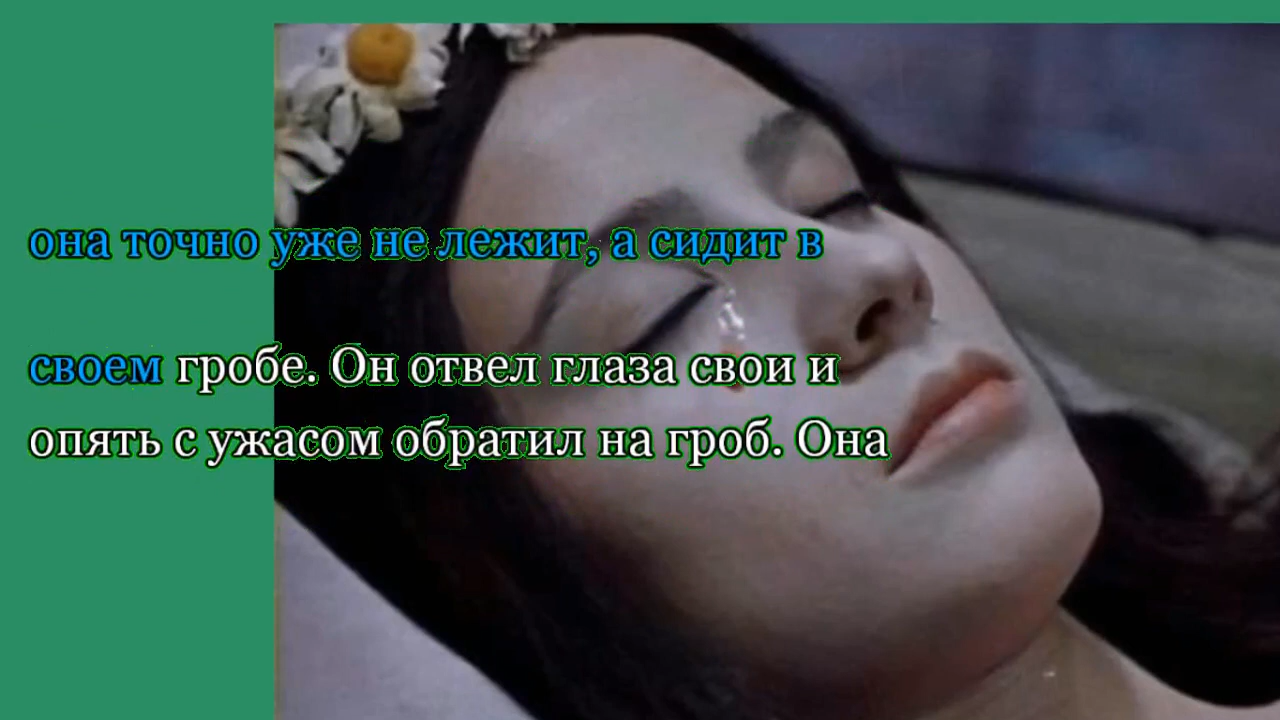 она точно уже не лежит, а сидит в
своем гробе. Он отвел глаза свои и
опять с ужасом обратил на гроб. Она